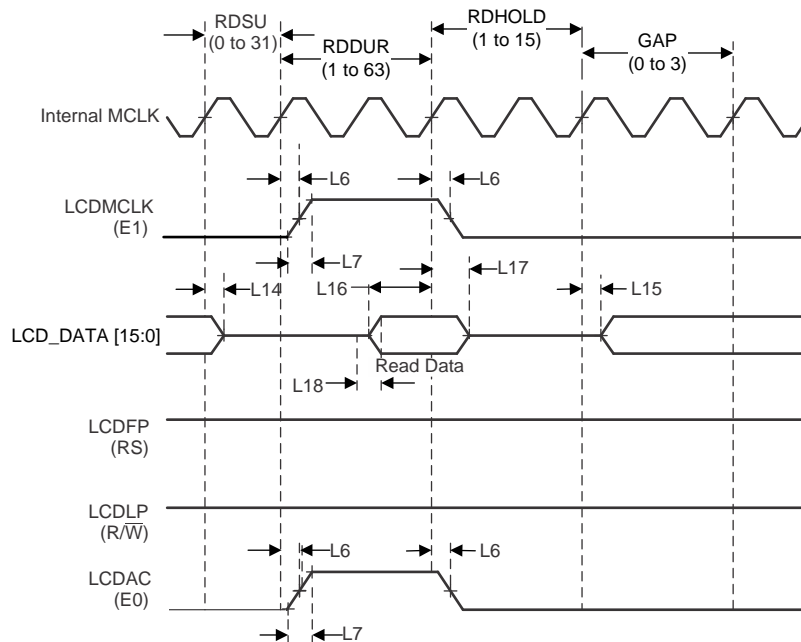 RDSU
(0 to 31)
RDDUR
(1 to 63)
RDHOLD
(1 to 15)
GAP
(0 to 3)
Internal MCLK
L6
L6
LCDMCLK
(E1)
L7
L17
L14
L16
L15
LCD_DATA [15:0]
Read Data
L18
LCDFP
(RS)
LCDLP
(R/W̅)
L6
L6
LCDAC
(E0)
L7